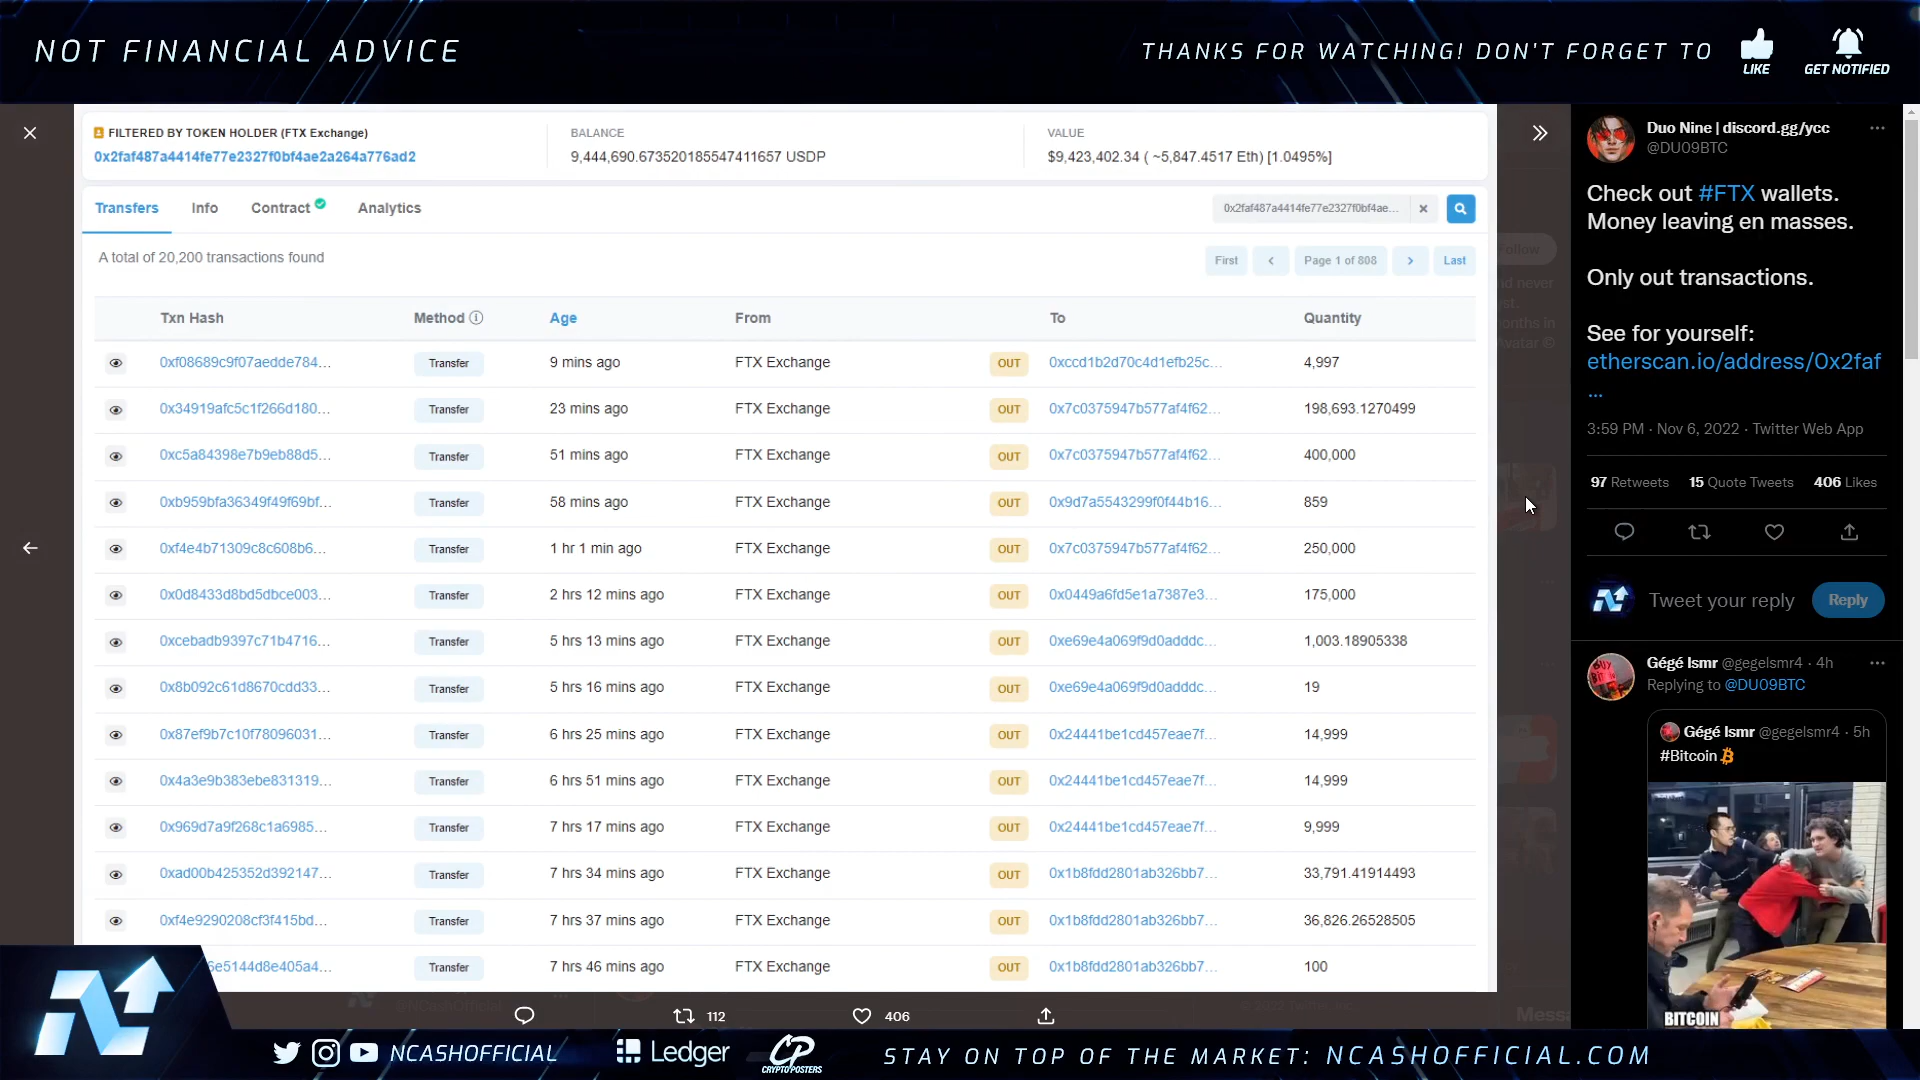 NOT FINANCIAL ADVICE
THANKS FOR WATCHING! DON'T FORGET TO
LIKE
GET NOTIFIED
FILTERED BY TOKEN HOLDER (FTX Exchange)
0x2faf487a4414fe77e2327f0bf4ae2a264a776ad2
BALANCE
9,444,690.673520185547411657 USDP
VALUE
$9,423,402.34 ( ~5,847.4517 Eth) [1.0495%]
Transfers Info Contract Analytics
0x2faf487a4414fe77e2327f0bf4ae...
A total of 20,200 transactions found
First Page 1 of 808 Last
Txn Hash Method Age From To Quantity
0xf08689c9f07aedde784... Transfer 9 mins ago FTX Exchange OUT 0xccd1b2d70c4d1efb25c... 4,997
0x34919afc5c1f266d180... Transfer 23 mins ago FTX Exchange OUT 0x7c0375947b577af4f62... 198,693.1270499
0xc5a84398e7b9eb88d5... Transfer 51 mins ago FTX Exchange OUT 0x7c0375947b577af4f62... 400,000
0xb959bfa36349f49f69bf... Transfer 58 mins ago FTX Exchange OUT 0x9d7a5543299f0f44b16... 859
0xf4e4b71309c8c608b6... Transfer 1 hr 1 min ago FTX Exchange OUT 0x7c0375947b577af4f62... 250,000
0x0d8433d8bd5dbce003... Transfer 2 hrs 12 mins ago FTX Exchange OUT 0x0449a6fd5e1a7387e3... 175,000
0xcebadb9397c71b4716... Transfer 5 hrs 13 mins ago FTX Exchange OUT 0xe69e4a069f9d0adddc... 1,003.18905338
0x8b092c61d8670cdd33... Transfer 5 hrs 16 mins ago FTX Exchange OUT 0xe69e4a069f9d0adddc... 19
0x87ef9b7c10f78096031... Transfer 6 hrs 25 mins ago FTX Exchange OUT 0x24441be1cd457eae7f... 14,999
0x4a3e9b383ebe831319... Transfer 6 hrs 51 mins ago FTX Exchange OUT 0x24441be1cd457eae7f... 14,999
0x969d7a9f268c1a6985... Transfer 7 hrs 17 mins ago FTX Exchange OUT 0x24441be1cd457eae7f... 9,999
0xad00b425352d392147... Transfer 7 hrs 34 mins ago FTX Exchange OUT 0x1b8fdd2801ab326bb7... 33,791.41914493
0xf4e9290208cf3f415bd... Transfer 7 hrs 37 mins ago FTX Exchange OUT 0x1b8fdd2801ab326bb7... 36,826.26528505
6e5144d8e405a4... Transfer 7 hrs 46 mins ago FTX Exchange OUT 0x1b8fdd2801ab326bb7... 100
112 406
Duo Nine | discord.gg/ycc
@DU09BTC
Check out #FTX wallets.
Money leaving en masses.
Only out transactions.
See for yourself:
etherscan.io/address/0x2faf
...
3:59 PM · Nov 6, 2022 · Twitter Web App
97 Retweets 15 Quote Tweets 406 Likes
Tweet your reply Reply
Gégé Ismr @gegelsmr4 · 4h
Replying to @DU09BTC
Gégé Ismr @gegelsmr4 · 5h
#Bitcoin
BITCOIN
NCASHOFFICIAL
Ledger
CP
CRYPTOPOSTERS
STAY ON TOP OF THE MARKET: NCASHOFFICIAL.COM